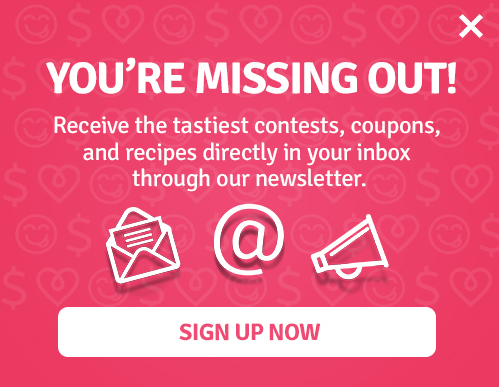 YOU’RE MISSING OUT!
Receive the tastiest contests, coupons,
and recipes directly in your inbox
through our newsletter.
@
SIGN UP NOW